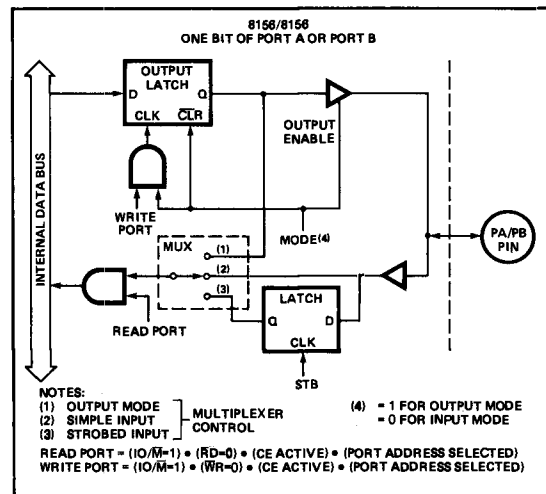 8156/8156
ONE BIT OF PORT A OR PORT B
OUTPUT
LATCH
D
Q
CLK
C̅L̅R̅
OUTPUT
ENABLE
INTERNAL DATA BUS
WRITE
PORT
MODE(4)
PA/PB
PIN
MUX
(1)
(2)
(3)
READ PORT
LATCH
Q
D
CLK
STB
NOTES:
(1) OUTPUT MODE
(2) SIMPLE INPUT
(3) STROBED INPUT
MULTIPLEXER
CONTROL
(4) = 1 FOR OUTPUT MODE
= 0 FOR INPUT MODE
READ PORT = (IO/M̅=1) • (R̅D̅=0) • (CE ACTIVE) • (PORT ADDRESS SELECTED)
WRITE PORT = (IO/M̅=1) • (W̅R̅=0) • (CE ACTIVE) • (PORT ADDRESS SELECTED)